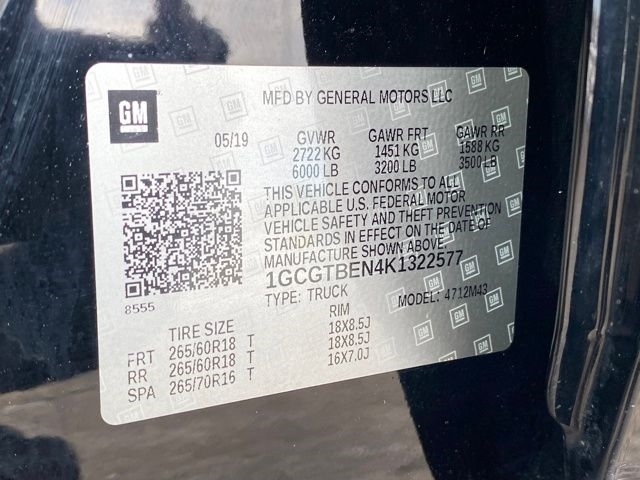 GM
MFD BY GENERAL MOTORS LLC
05/19 GVWR GAWR FRT GAWR RR
2722 KG 1451 KG 1588 KG
6000 LB 3200 LB 3500 LB
THIS VEHICLE CONFORMS TO ALL
APPLICABLE U.S. FEDERAL MOTOR
VEHICLE SAFETY AND THEFT PREVENTION
STANDARDS IN EFFECT ON THE DATE OF
MANUFACTURE SHOWN ABOVE.
1GCGTBEN4K1322577
8555 TYPE: TRUCK MODEL: 4712M43
TIRE SIZE RIM
FRT 265/60R18 T 18X8.5J
RR 265/60R18 T 18X8.5J
SPA 265/70R16 T 16X7.0J